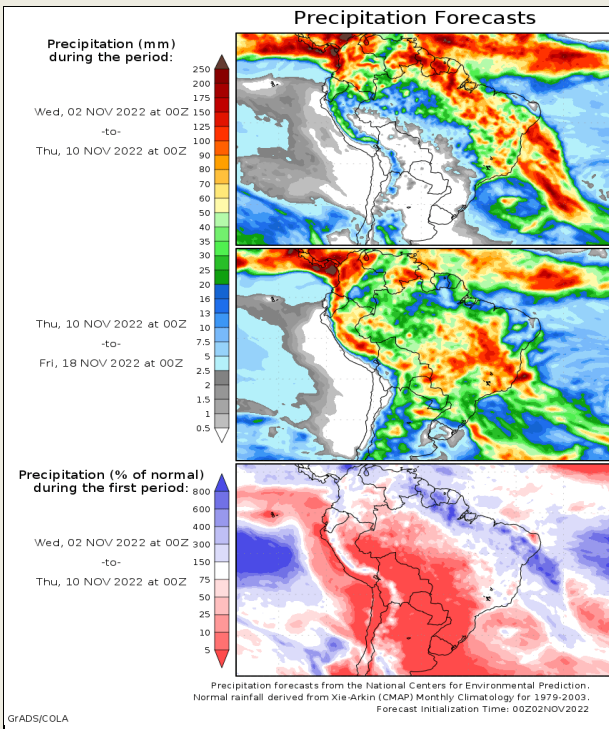 Precipitation Forecasts
Precipitation (mm)
during the period:
Wed, 02 NOV 2022 at 00Z
-to-
Thu, 10 NOV 2022 at 00Z
250
200
175
150
125
100
90
80
70
60
50
40
35
30
25
20
16
13
10
7.5
5
2.5
2
1.5
1
0.5
Thu, 10 NOV 2022 at 00Z
-to-
Fri, 18 NOV 2022 at 00Z
Precipitation (% of normal)
during the first period:
Wed, 02 NOV 2022 at 00Z
-to-
Thu, 10 NOV 2022 at 00Z
800
600
400
300
150
75
50
25
10
5
Precipitation forecasts from the National Centers for Environmental Prediction.
Normal rainfall derived from Xie-Arkin (CMAP) Monthly Climatology for 1979-2003.
Forecast Initialization Time: 00Z02NOV2022
GrADS/COLA